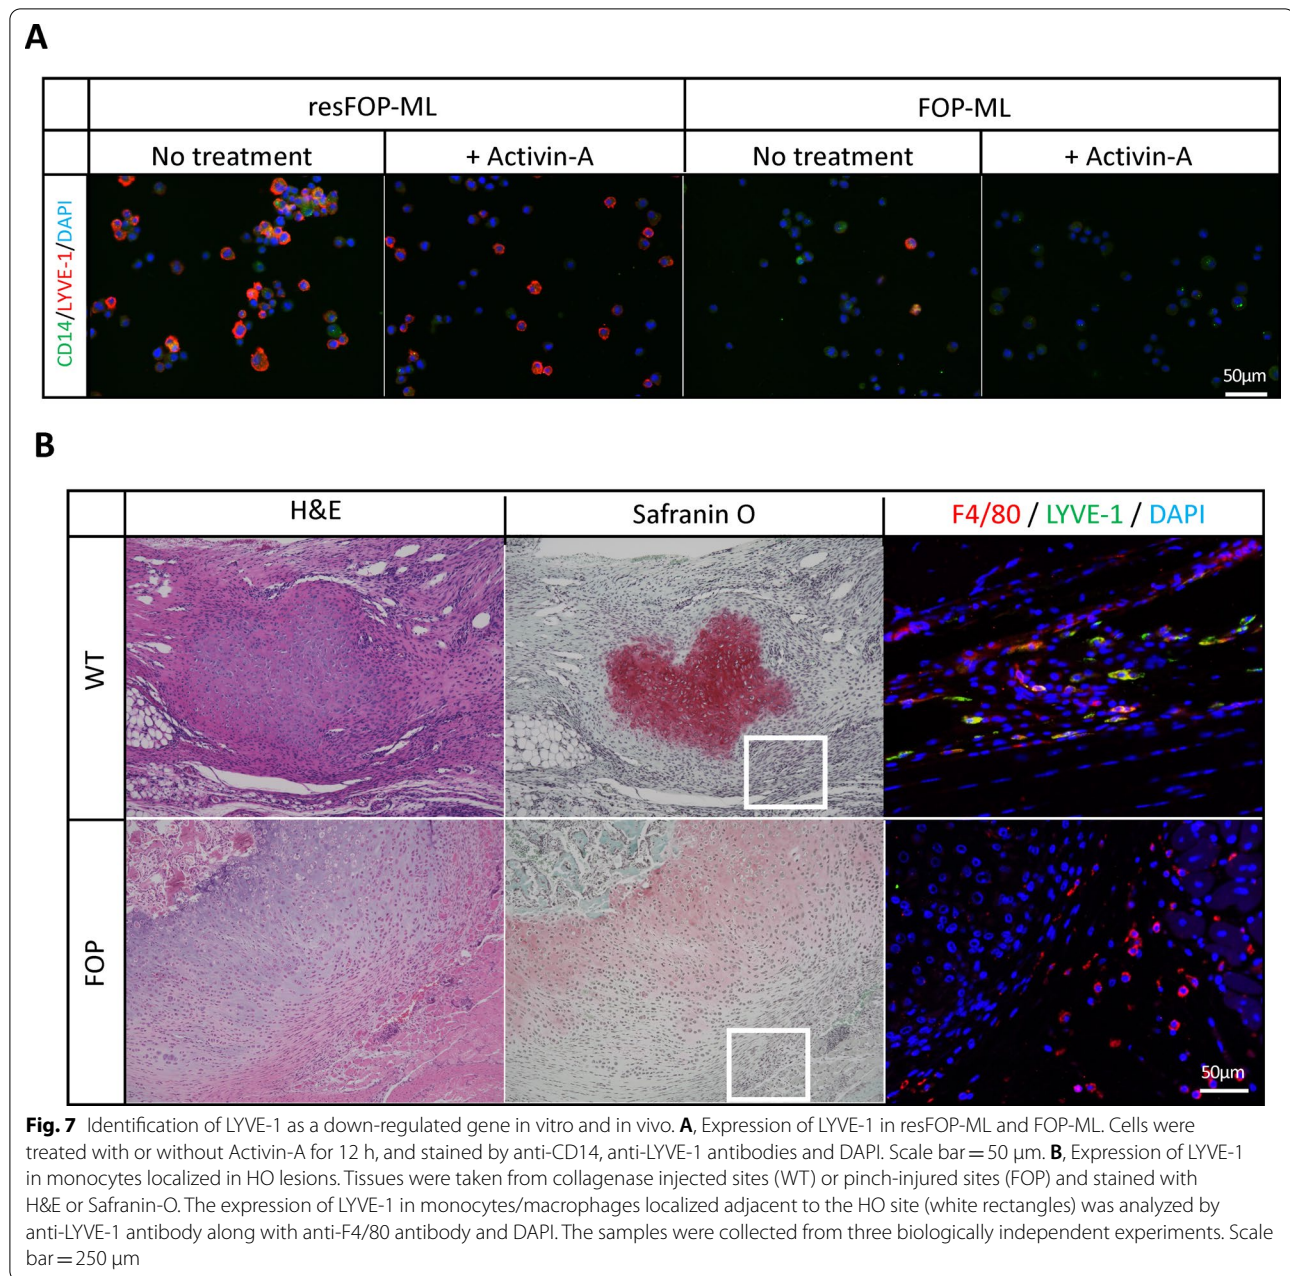 A
resFOP-ML FOP-ML
No treatment + Activin-A No treatment + Activin-A
CD14/LYVE-1/DAPI
50µm
B
H&E Safranin O F4/80 / LYVE-1 / DAPI
WT
FOP
50µm
Fig. 7 Identification of LYVE-1 as a down-regulated gene in vitro and in vivo. A, Expression of LYVE-1 in resFOP-ML and FOP-ML. Cells were
treated with or without Activin-A for 12 h, and stained by anti-CD14, anti-LYVE-1 antibodies and DAPI. Scale bar = 50 µm. B, Expression of LYVE-1
in monocytes localized in HO lesions. Tissues were taken from collagenase injected sites (WT) or pinch-injured sites (FOP) and stained with
H&E or Safranin-O. The expression of LYVE-1 in monocytes/macrophages localized adjacent to the HO site (white rectangles) was analyzed by
anti-LYVE-1 antibody along with anti-F4/80 antibody and DAPI. The samples were collected from three biologically independent experiments. Scale
bar = 250 µm